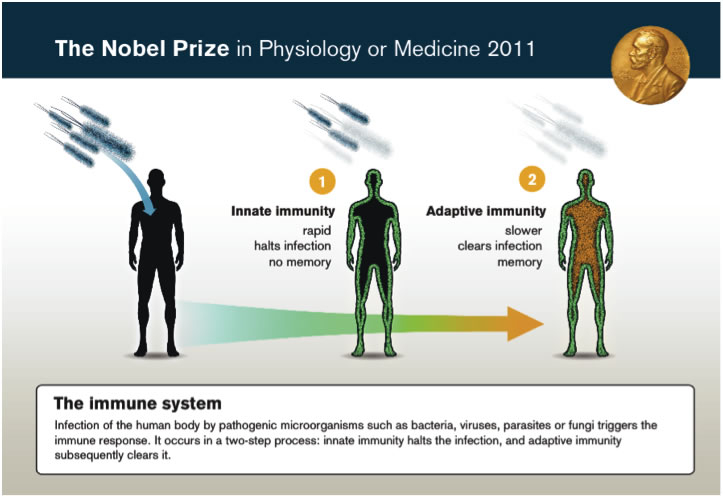 The Nobel Prize in Physiology or Medicine 2011
1
Innate immunity
rapid
halts infection
no memory
2
Adaptive immunity
slower
clears infection
memory
The immune system
Infection of the human body by pathogenic microorganisms such as bacteria, viruses, parasites or fungi triggers the
immune response. It occurs in a two-step process: innate immunity halts the infection, and adaptive immunity
subsequently clears it.